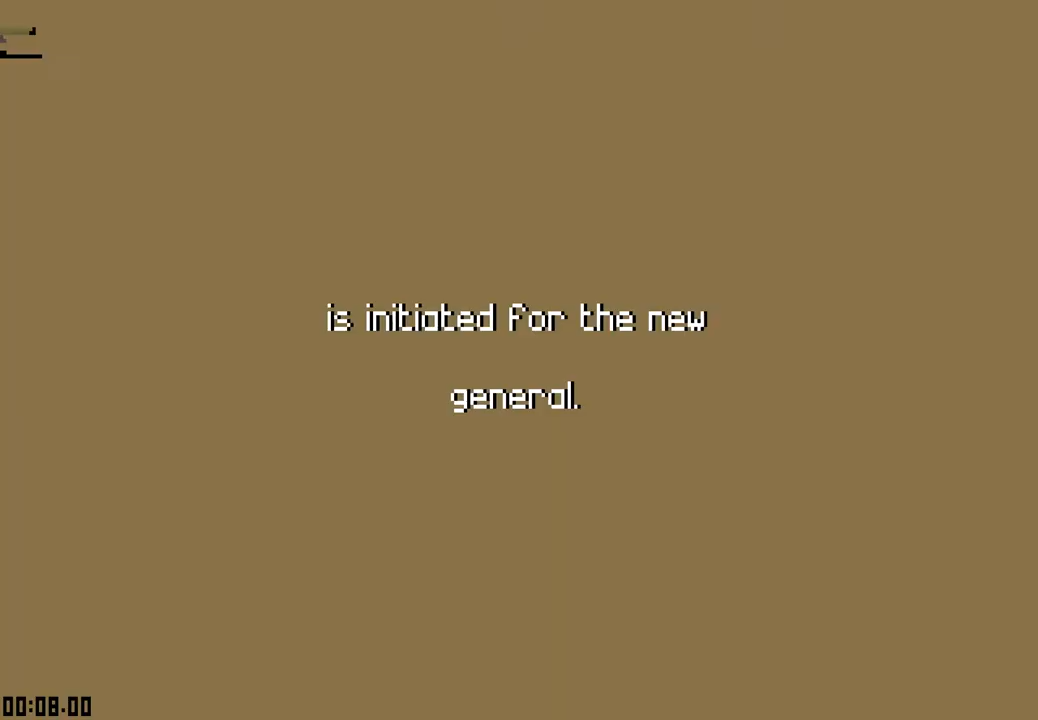 is initiated for the new
general.
00:08.00